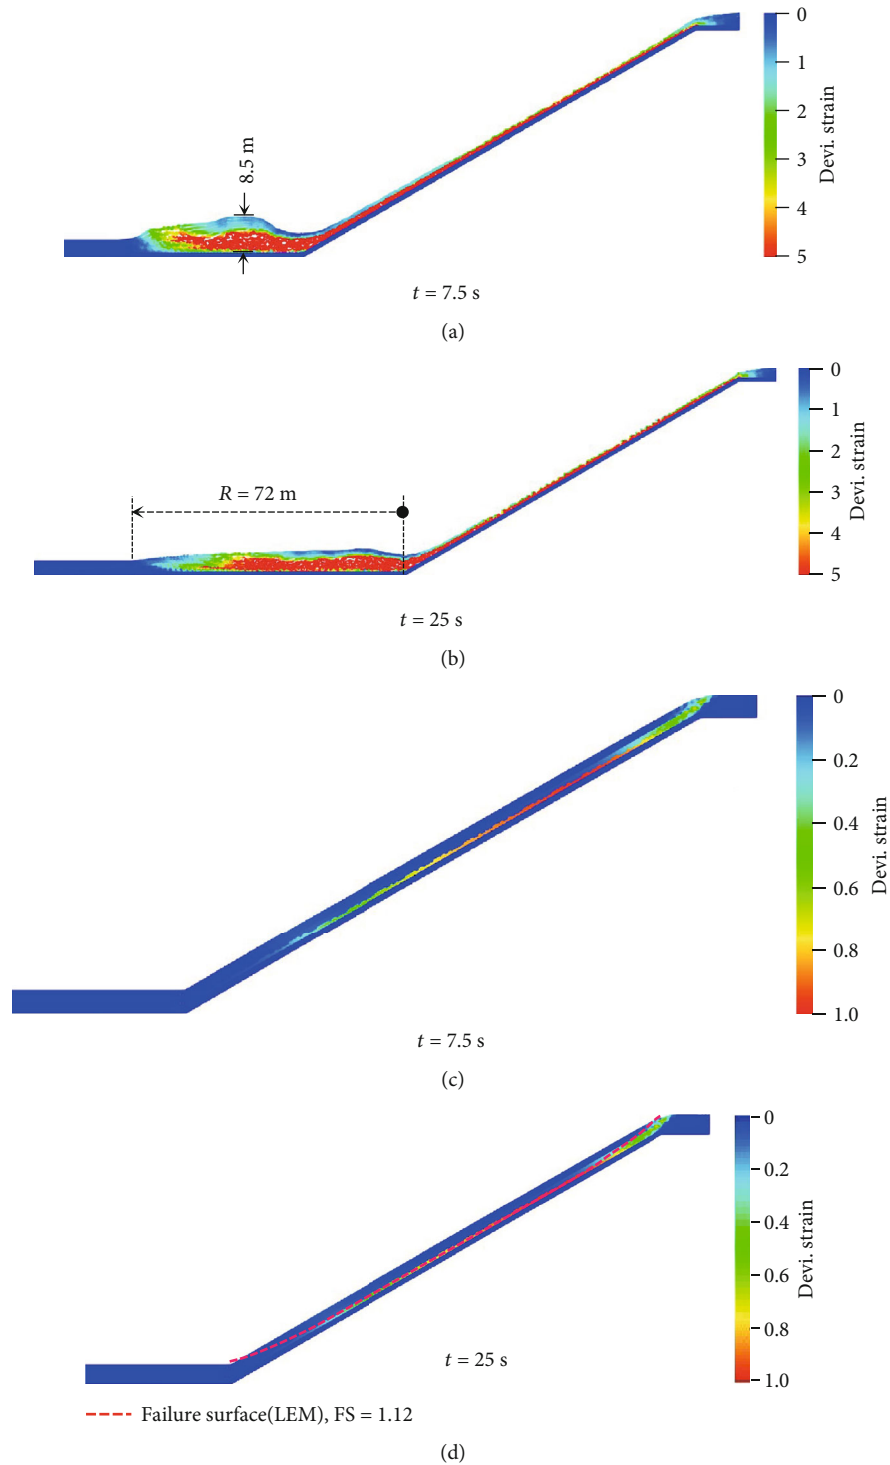 0
1
2
3
4
5
Devi. strain
8.5 m
t = 7.5 s
(a)
0
1
2
3
4
5
Devi. strain
R = 72 m
t = 25 s
(b)
0
0.2
0.4
0.6
0.8
1.0
Devi. strain
t = 7.5 s
(c)
0
0.2
0.4
0.6
0.8
1.0
Devi. strain
t = 25 s
Failure surface(LEM), FS = 1.12
(d)